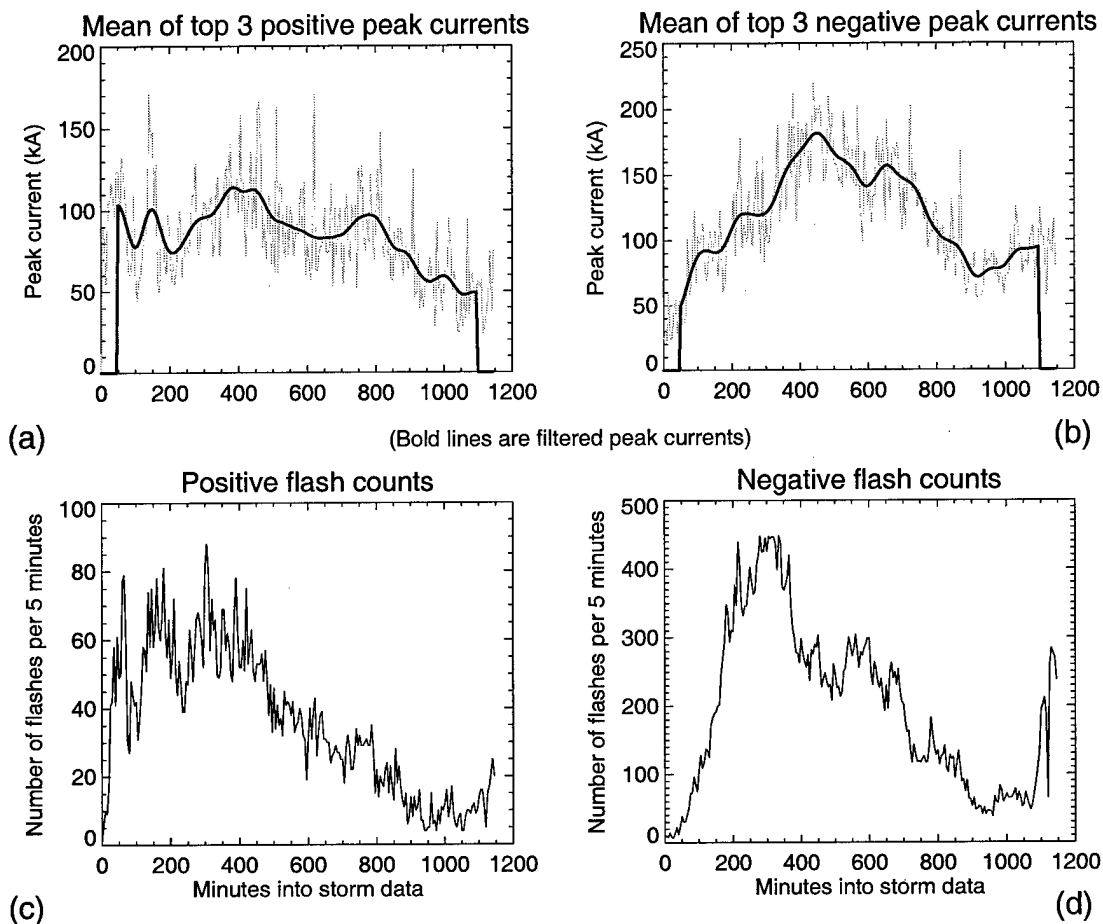 Mean of top 3 positive peak currents
Peak current (kA)
200
150
100
50
0
0 200 400 600 800 1000 1200
(a)
Mean of top 3 negative peak currents
Peak current (kA)
250
200
150
100
50
0
0 200 400 600 800 1000 1200
(b)
(Bold lines are filtered peak currents)
Positive flash counts
Number of flashes per 5 minutes
100
80
60
40
20
0
0 200 400 600 800 1000 1200
Minutes into storm data
(c)
Negative flash counts
Number of flashes per 5 minutes
500
400
300
200
100
0
0 200 400 600 800 1000 1200
Minutes into storm data
(d)